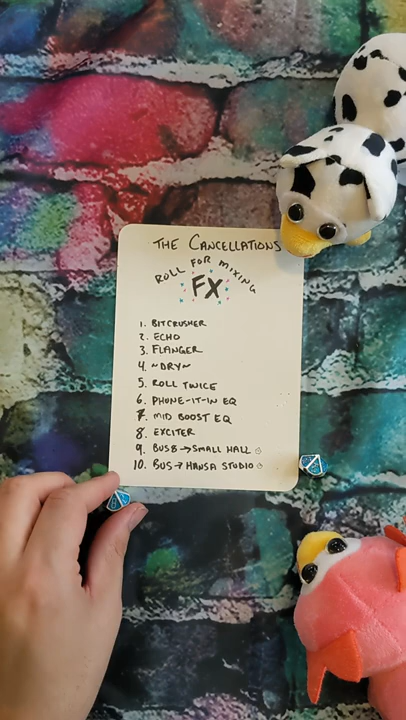 THE CANCELLATIONS
ROLL FOR MIXING
FX
1. BITCRUSHER
2. ECHO
3. FLANGER
4. ~DRY~
5. ROLL TWICE
6. PHONE-IT-IN EQ
7. MID BOOST EQ
8. EXCITER
9. BUSB → SMALL HALL
10. BUS → HANSA STUDIO